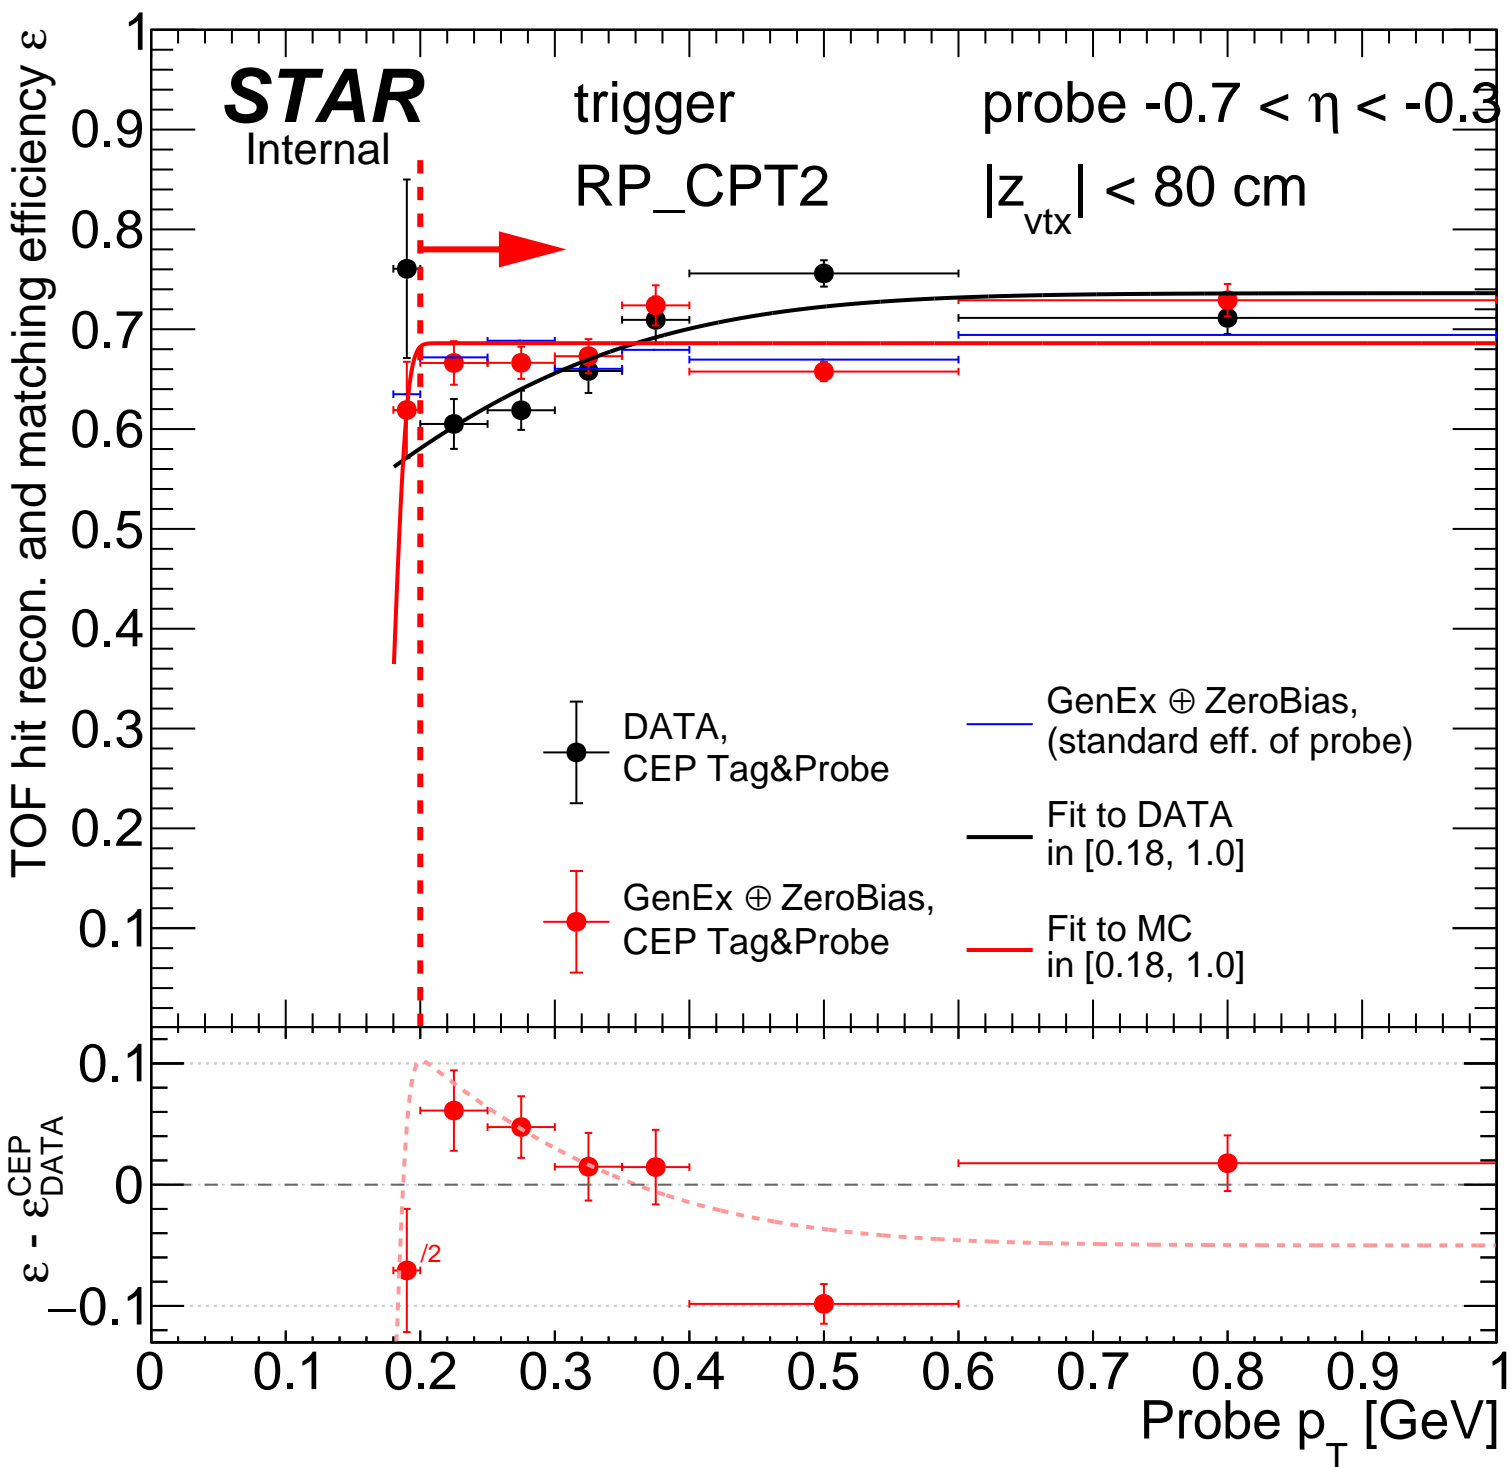 TOF hit recon. and matching efficiency ε
1
0.9
0.8
0.7
0.6
0.5
0.4
0.3
0.2
0.1
STAR
Internal
trigger
RP_CPT2
probe -0.7 < η < -0.3
|z_vtx| < 80 cm
DATA,
CEP Tag&Probe
GenEx ⊕ ZeroBias,
CEP Tag&Probe
GenEx ⊕ ZeroBias,
(standard eff. of probe)
Fit to DATA
in [0.18, 1.0]
Fit to MC
in [0.18, 1.0]
ε - ε^CEP_DATA
0.1
0
−0.1
/2
0 0.1 0.2 0.3 0.4 0.5 0.6 0.7 0.8 0.9 1
Probe p_T [GeV]